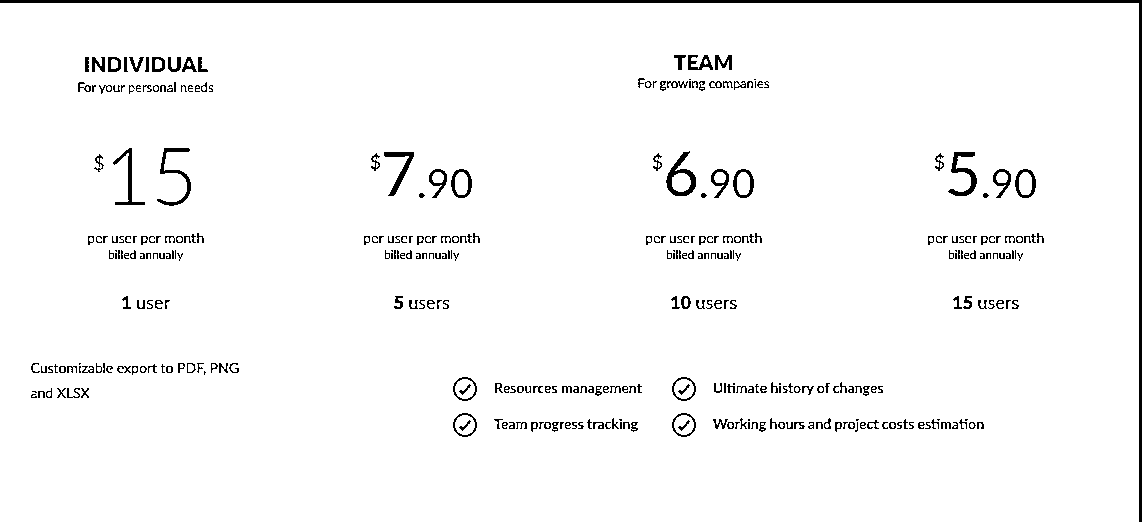 INDIVIDUAL
For your personal needs
TEAM
For growing companies
$15
$7.90
$6.90
$5.90
per user per month
billed annually
per user per month
billed annually
per user per month
billed annually
per user per month
billed annually
1 user
5 users
10 users
15 users
Customizable export to PDF, PNG
and XLSX
Resources management
Ultimate history of changes
Team progress tracking
Working hours and project costs estimation